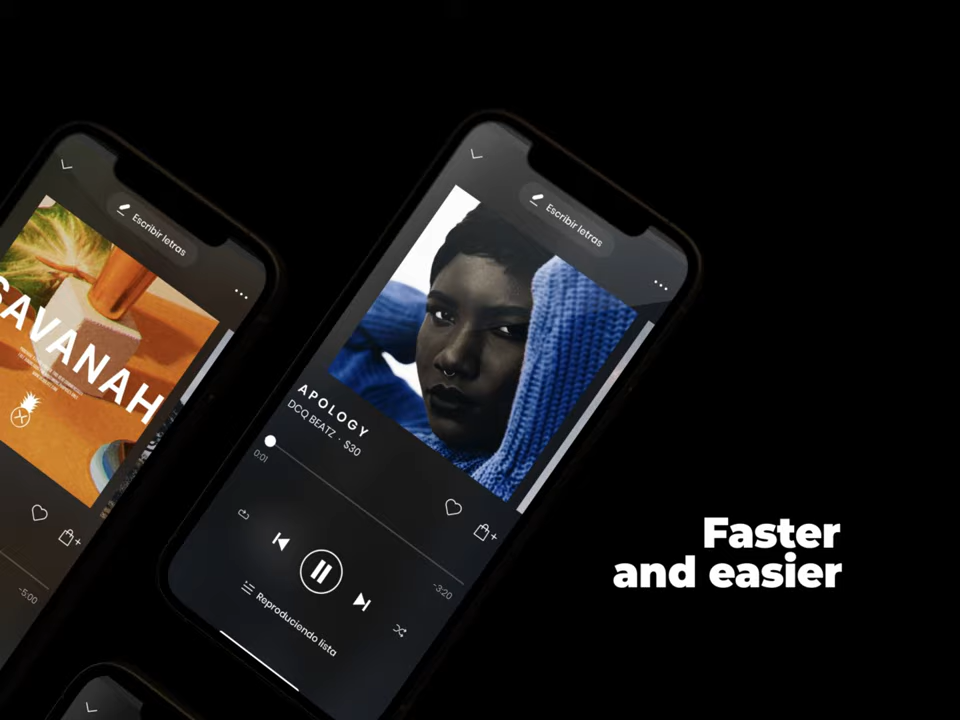 Escribir letras
SAVANAH
-5:00
Escribir letras
APOLOGY
DCQ BEATZ · $30
0:01
-3:20
Reproduciendo lista
Faster
and easier